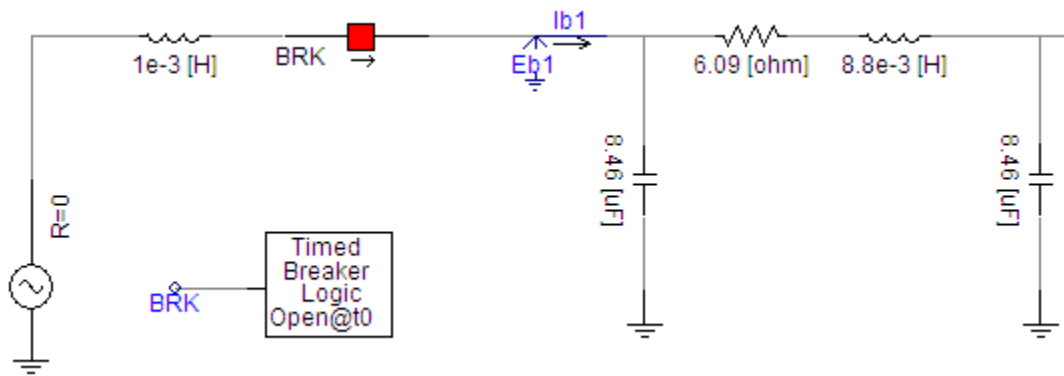 Ib1
1e-3 [H]
BRK
Eb1
6.09 [ohm]
8.8e-3 [H]
8.46 [uF]
8.46 [uF]
R=0
Timed
Breaker
Logic
Open@t0
BRK